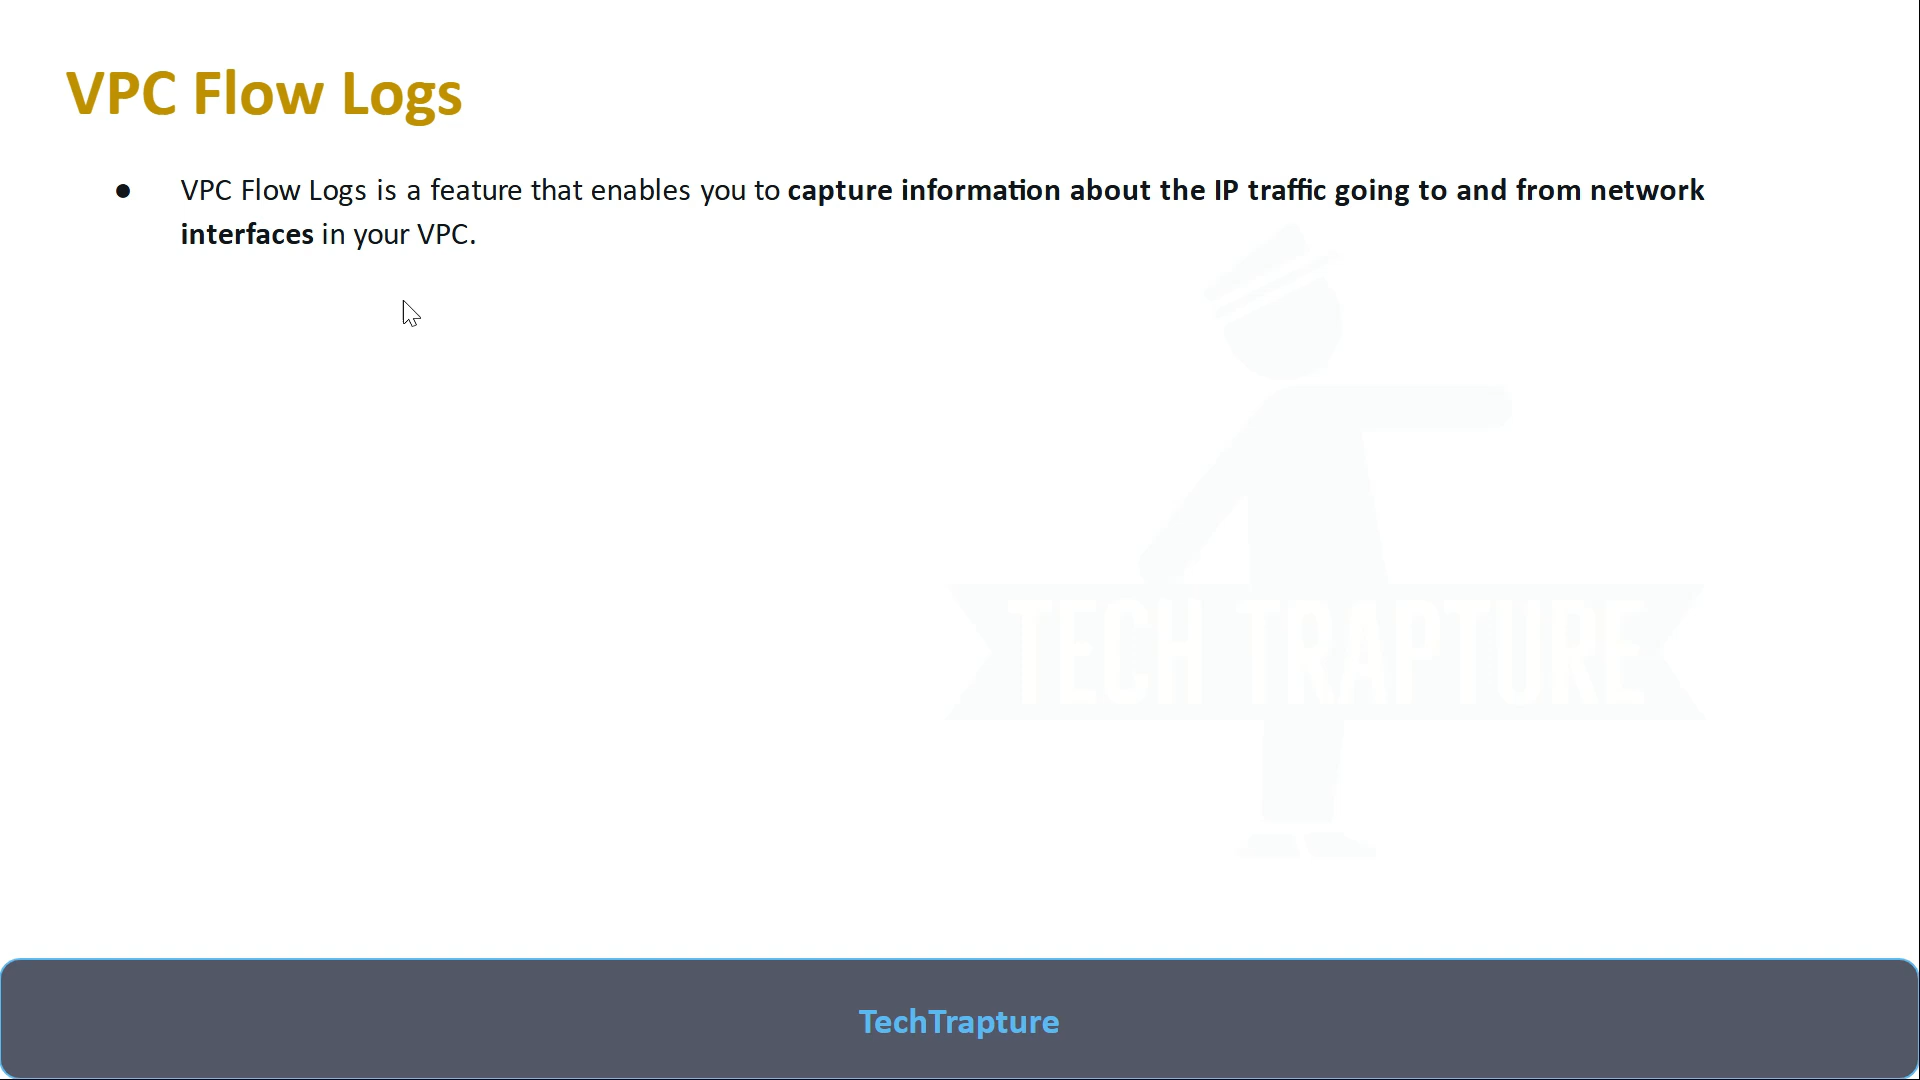 VPC Flow Logs
● VPC Flow Logs is a feature that enables you to capture information about the IP traffic going to and from network
interfaces in your VPC.
TECH TRAPTURE
TechTrapture